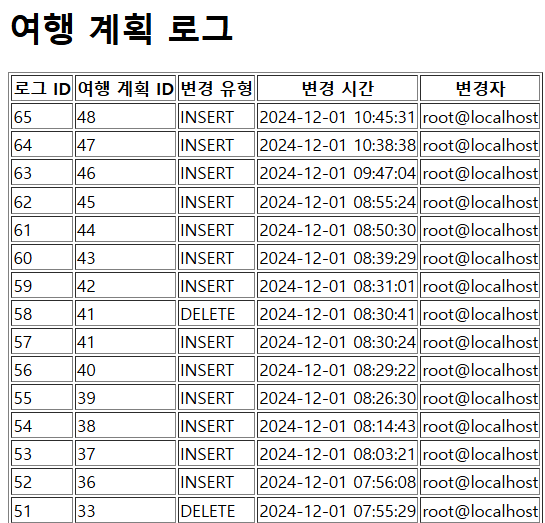 여행 계획 로그
로그 ID 여행 계획 ID 변경 유형 변경 시간 변경자
65 48 INSERT 2024-12-01 10:45:31 root@localhost
64 47 INSERT 2024-12-01 10:38:38 root@localhost
63 46 INSERT 2024-12-01 09:47:04 root@localhost
62 45 INSERT 2024-12-01 08:55:24 root@localhost
61 44 INSERT 2024-12-01 08:50:30 root@localhost
60 43 INSERT 2024-12-01 08:39:29 root@localhost
59 42 INSERT 2024-12-01 08:31:01 root@localhost
58 41 DELETE 2024-12-01 08:30:41 root@localhost
57 41 INSERT 2024-12-01 08:30:24 root@localhost
56 40 INSERT 2024-12-01 08:29:22 root@localhost
55 39 INSERT 2024-12-01 08:26:30 root@localhost
54 38 INSERT 2024-12-01 08:14:43 root@localhost
53 37 INSERT 2024-12-01 08:03:21 root@localhost
52 36 INSERT 2024-12-01 07:56:08 root@localhost
51 33 DELETE 2024-12-01 07:55:29 root@localhost